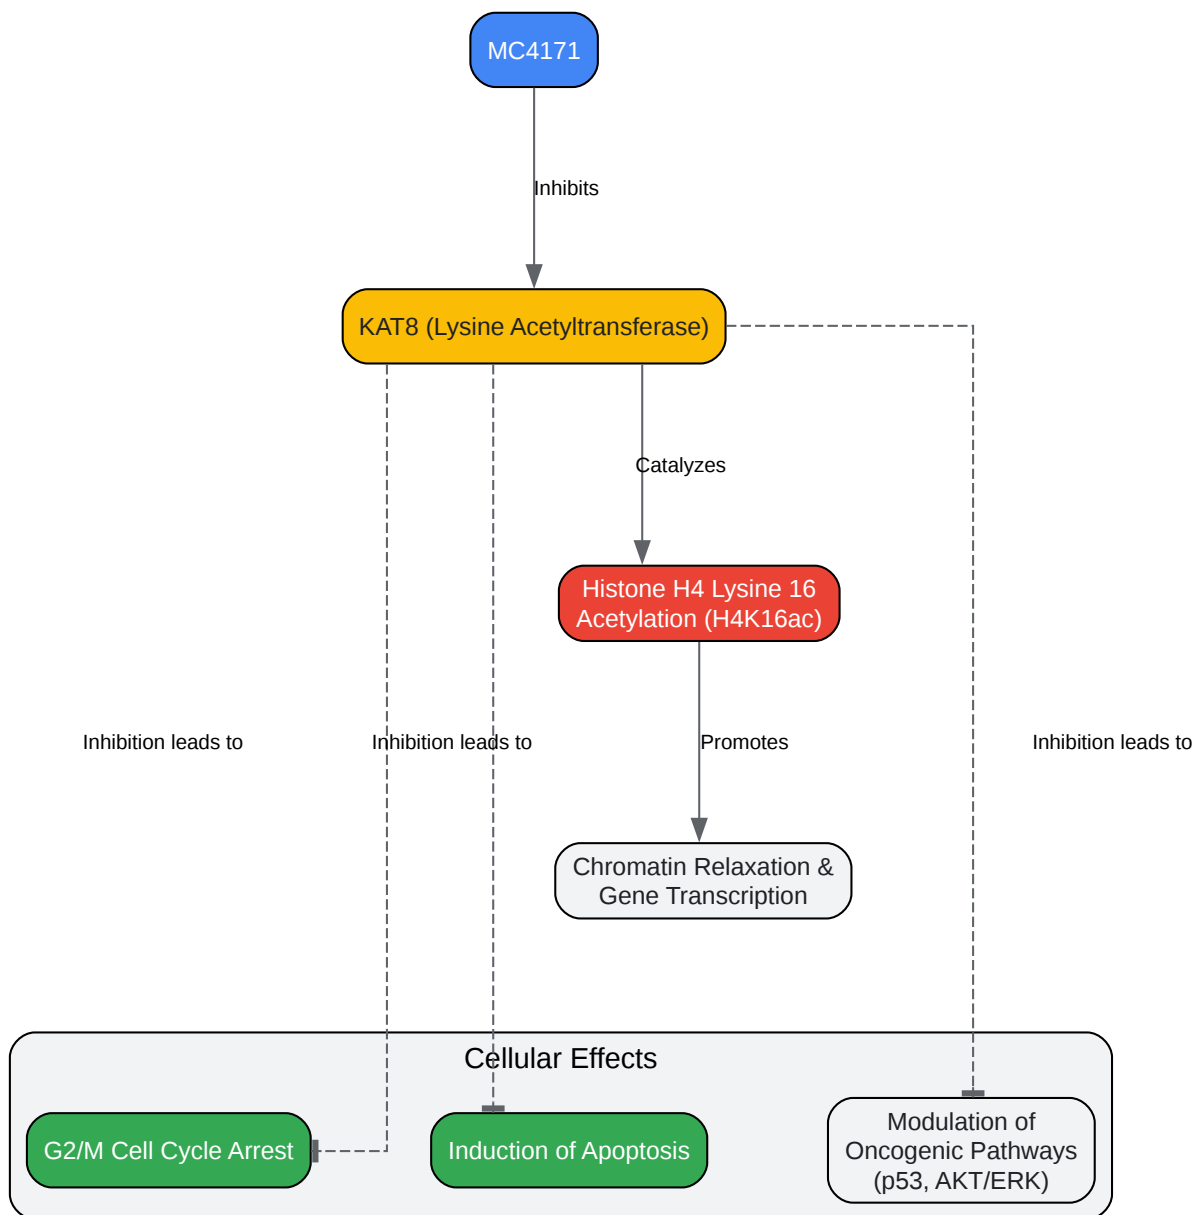 MC4171
Inhibits
KAT8 (Lysine Acetyltransferase)
Catalyzes
Histone H4 Lysine 16
Acetylation (H4K16ac)
Inhibition leads to
Inhibition leads to
Promotes
Inhibition leads to
Chromatin Relaxation &
Gene Transcription
Cellular Effects
G2/M Cell Cycle Arrest
Induction of Apoptosis
Modulation of
Oncogenic Pathways
(p53, AKT/ERK)